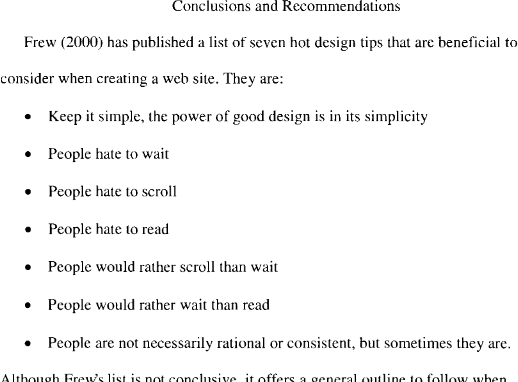 Conclusions and Recommendations
Frew (2000) has published a list of seven hot design tips that are beneficial to
consider when creating a web site. They are:
• Keep it simple, the power of good design is in its simplicity
• People hate to wait
• People hate to scroll
• People hate to read
• People would rather scroll than wait
• People would rather wait than read
• People are not necessarily rational or consistent, but sometimes they are.
Although Frew's list is not conclusive, it offers a general outline to follow when